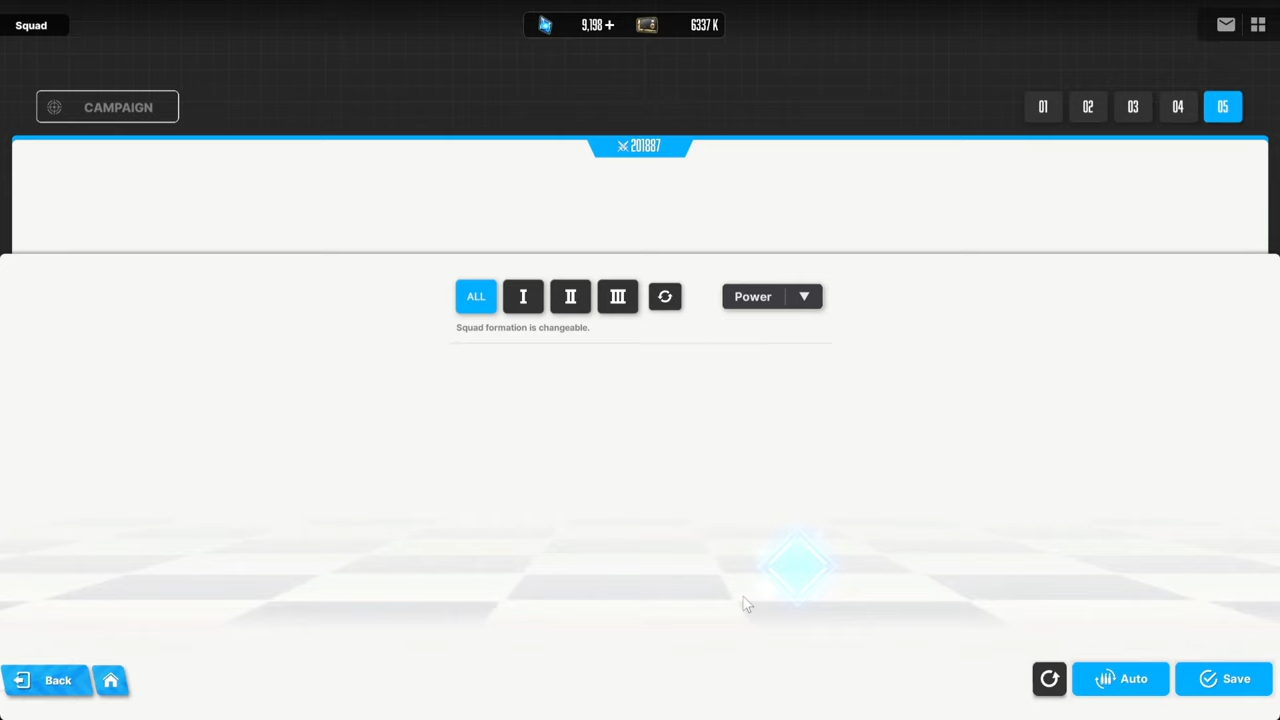 Squad
9,198 +
6337 K
CAMPAIGN
01
02
03
04
05
201887
ALL
I
II
III
Power
Squad formation is changeable.
Back
Auto
Save